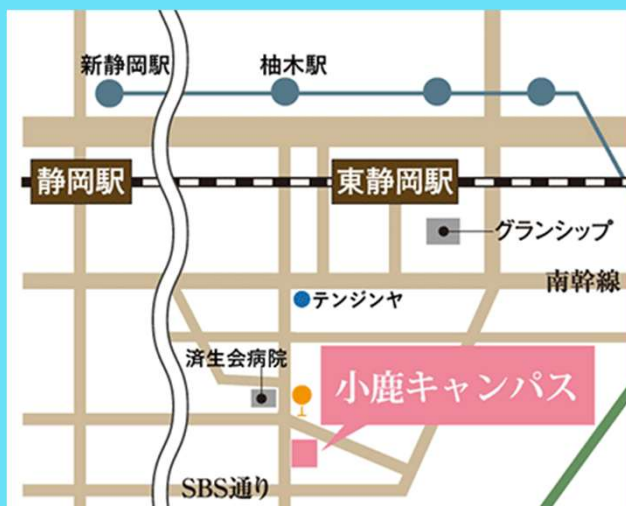 新静岡駅
柚木駅
静岡駅
東静岡駅
グランシップ
南幹線
テンジンヤ
済生会病院
小鹿キャンパス
SBS通り